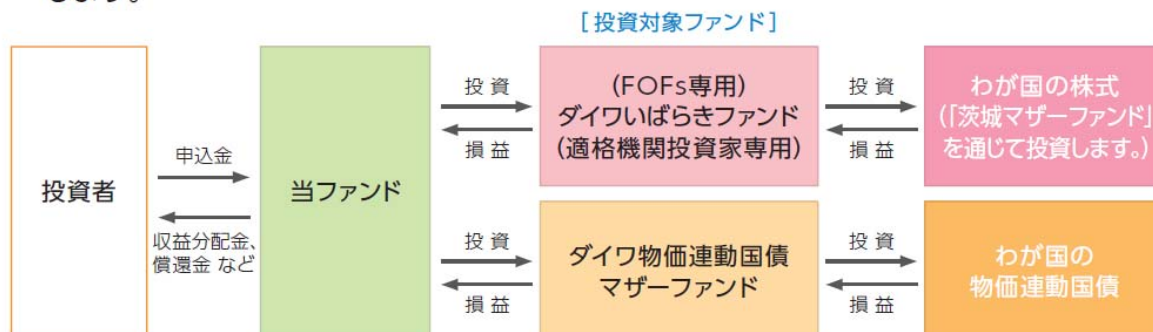 します。
[投資対象ファンド]
投資者
申込金
収益分配金、
償還金 など
当ファンド
投資
損益
(FOFs専用)
ダイワいばらきファンド
(適格機関投資家専用)
投資
損益
わが国の株式
(「茨城マザーファンド」
を通じて投資します。)
投資
損益
ダイワ物価連動国債
マザーファンド
投資
損益
わが国の
物価連動国債